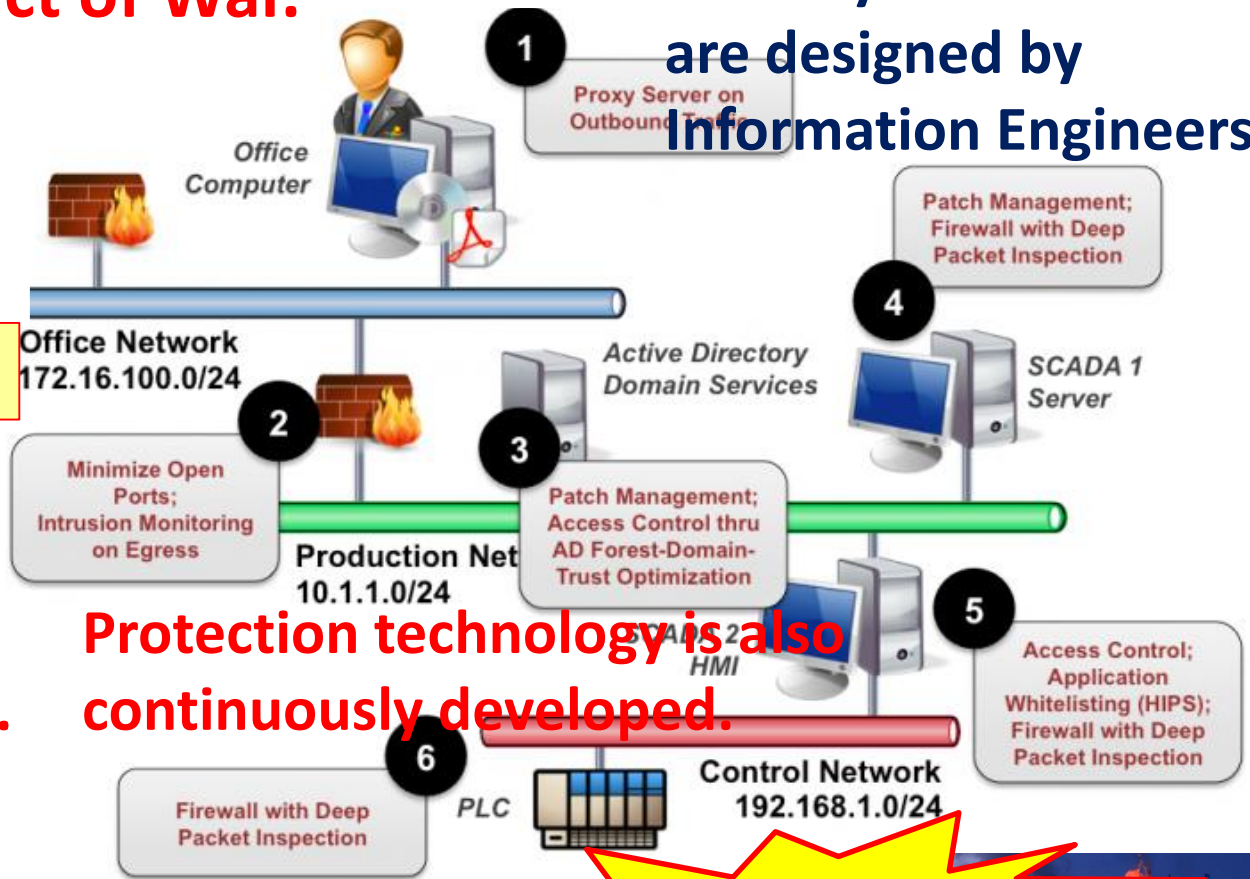 ct of War.
are designed by
Information Engineers
1
Proxy Server on
Outbound Traffic
Office
Computer
Patch Management;
Firewall with Deep
Packet Inspection
4
Office Network
172.16.100.0/24
Active Directory
Domain Services
SCADA 1
Server
2
3
Minimize Open
Ports;
Intrusion Monitoring
on Egress
Patch Management;
Access Control thru
AD Forest-Domain-
Trust Optimization
Production Net
10.1.1.0/24
5
Protection technology is also
continuously developed.
SCADA 2
HMI
Access Control;
Application
Whitelisting (HIPS);
Firewall with Deep
Packet Inspection
6
Firewall with Deep
Packet Inspection
PLC
Control Network
192.168.1.0/24